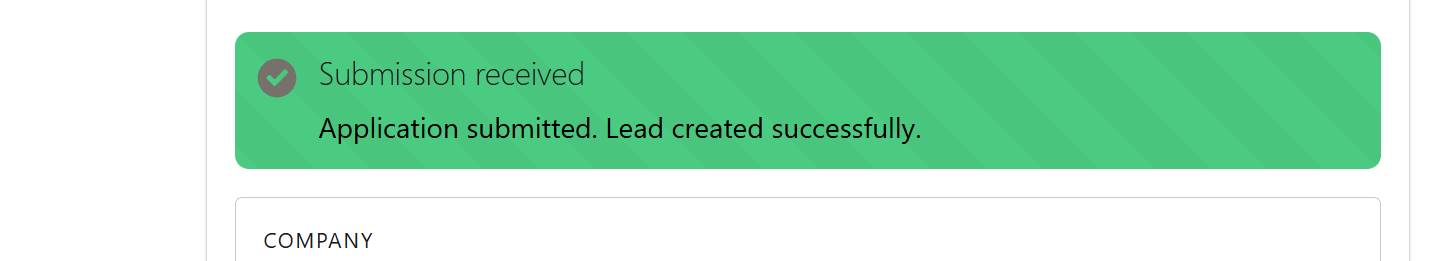 Submission received
Application submitted. Lead created successfully.
COMPANY